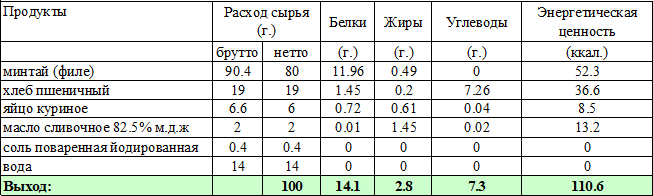 Продукты Расход сырья Белки Жиры Углеводы Энергетическая
(г.) ценность
брутто нетто (г.) (г.) (г.) (ккал.)
минтай (филе) 90.4 80 11.96 0.49 0 52.3
хлеб пшеничный 19 19 1.45 0.2 7.26 36.6
яйцо куриное 6.6 6 0.72 0.61 0.04 8.5
масло сливочное 82.5% м.д.ж 2 2 0.01 1.45 0.02 13.2
соль поваренная йодированная 0.4 0.4 0 0 0 0
вода 14 14 0 0 0 0
Выход: 100 14.1 2.8 7.3 110.6